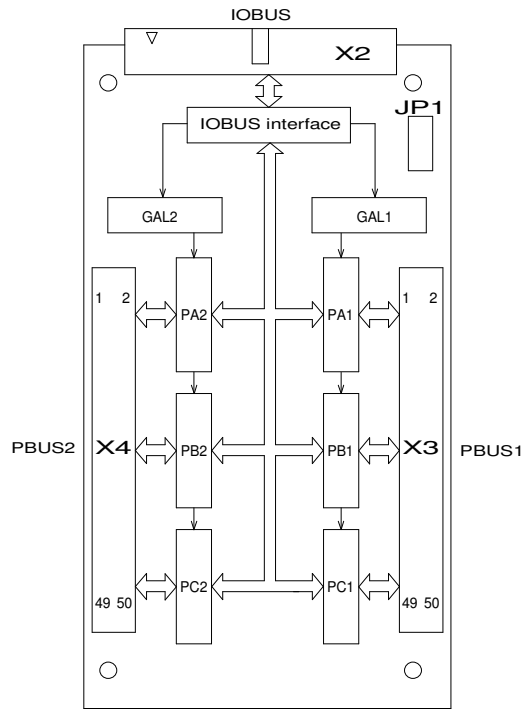 IOBUS
X2
JP1
IOBUS interface
GAL2
GAL1
1 2
1 2
PA2
PA1
PBUS2
X4
PB2
PB1
X3
PBUS1
PC2
PC1
49 50
49 50